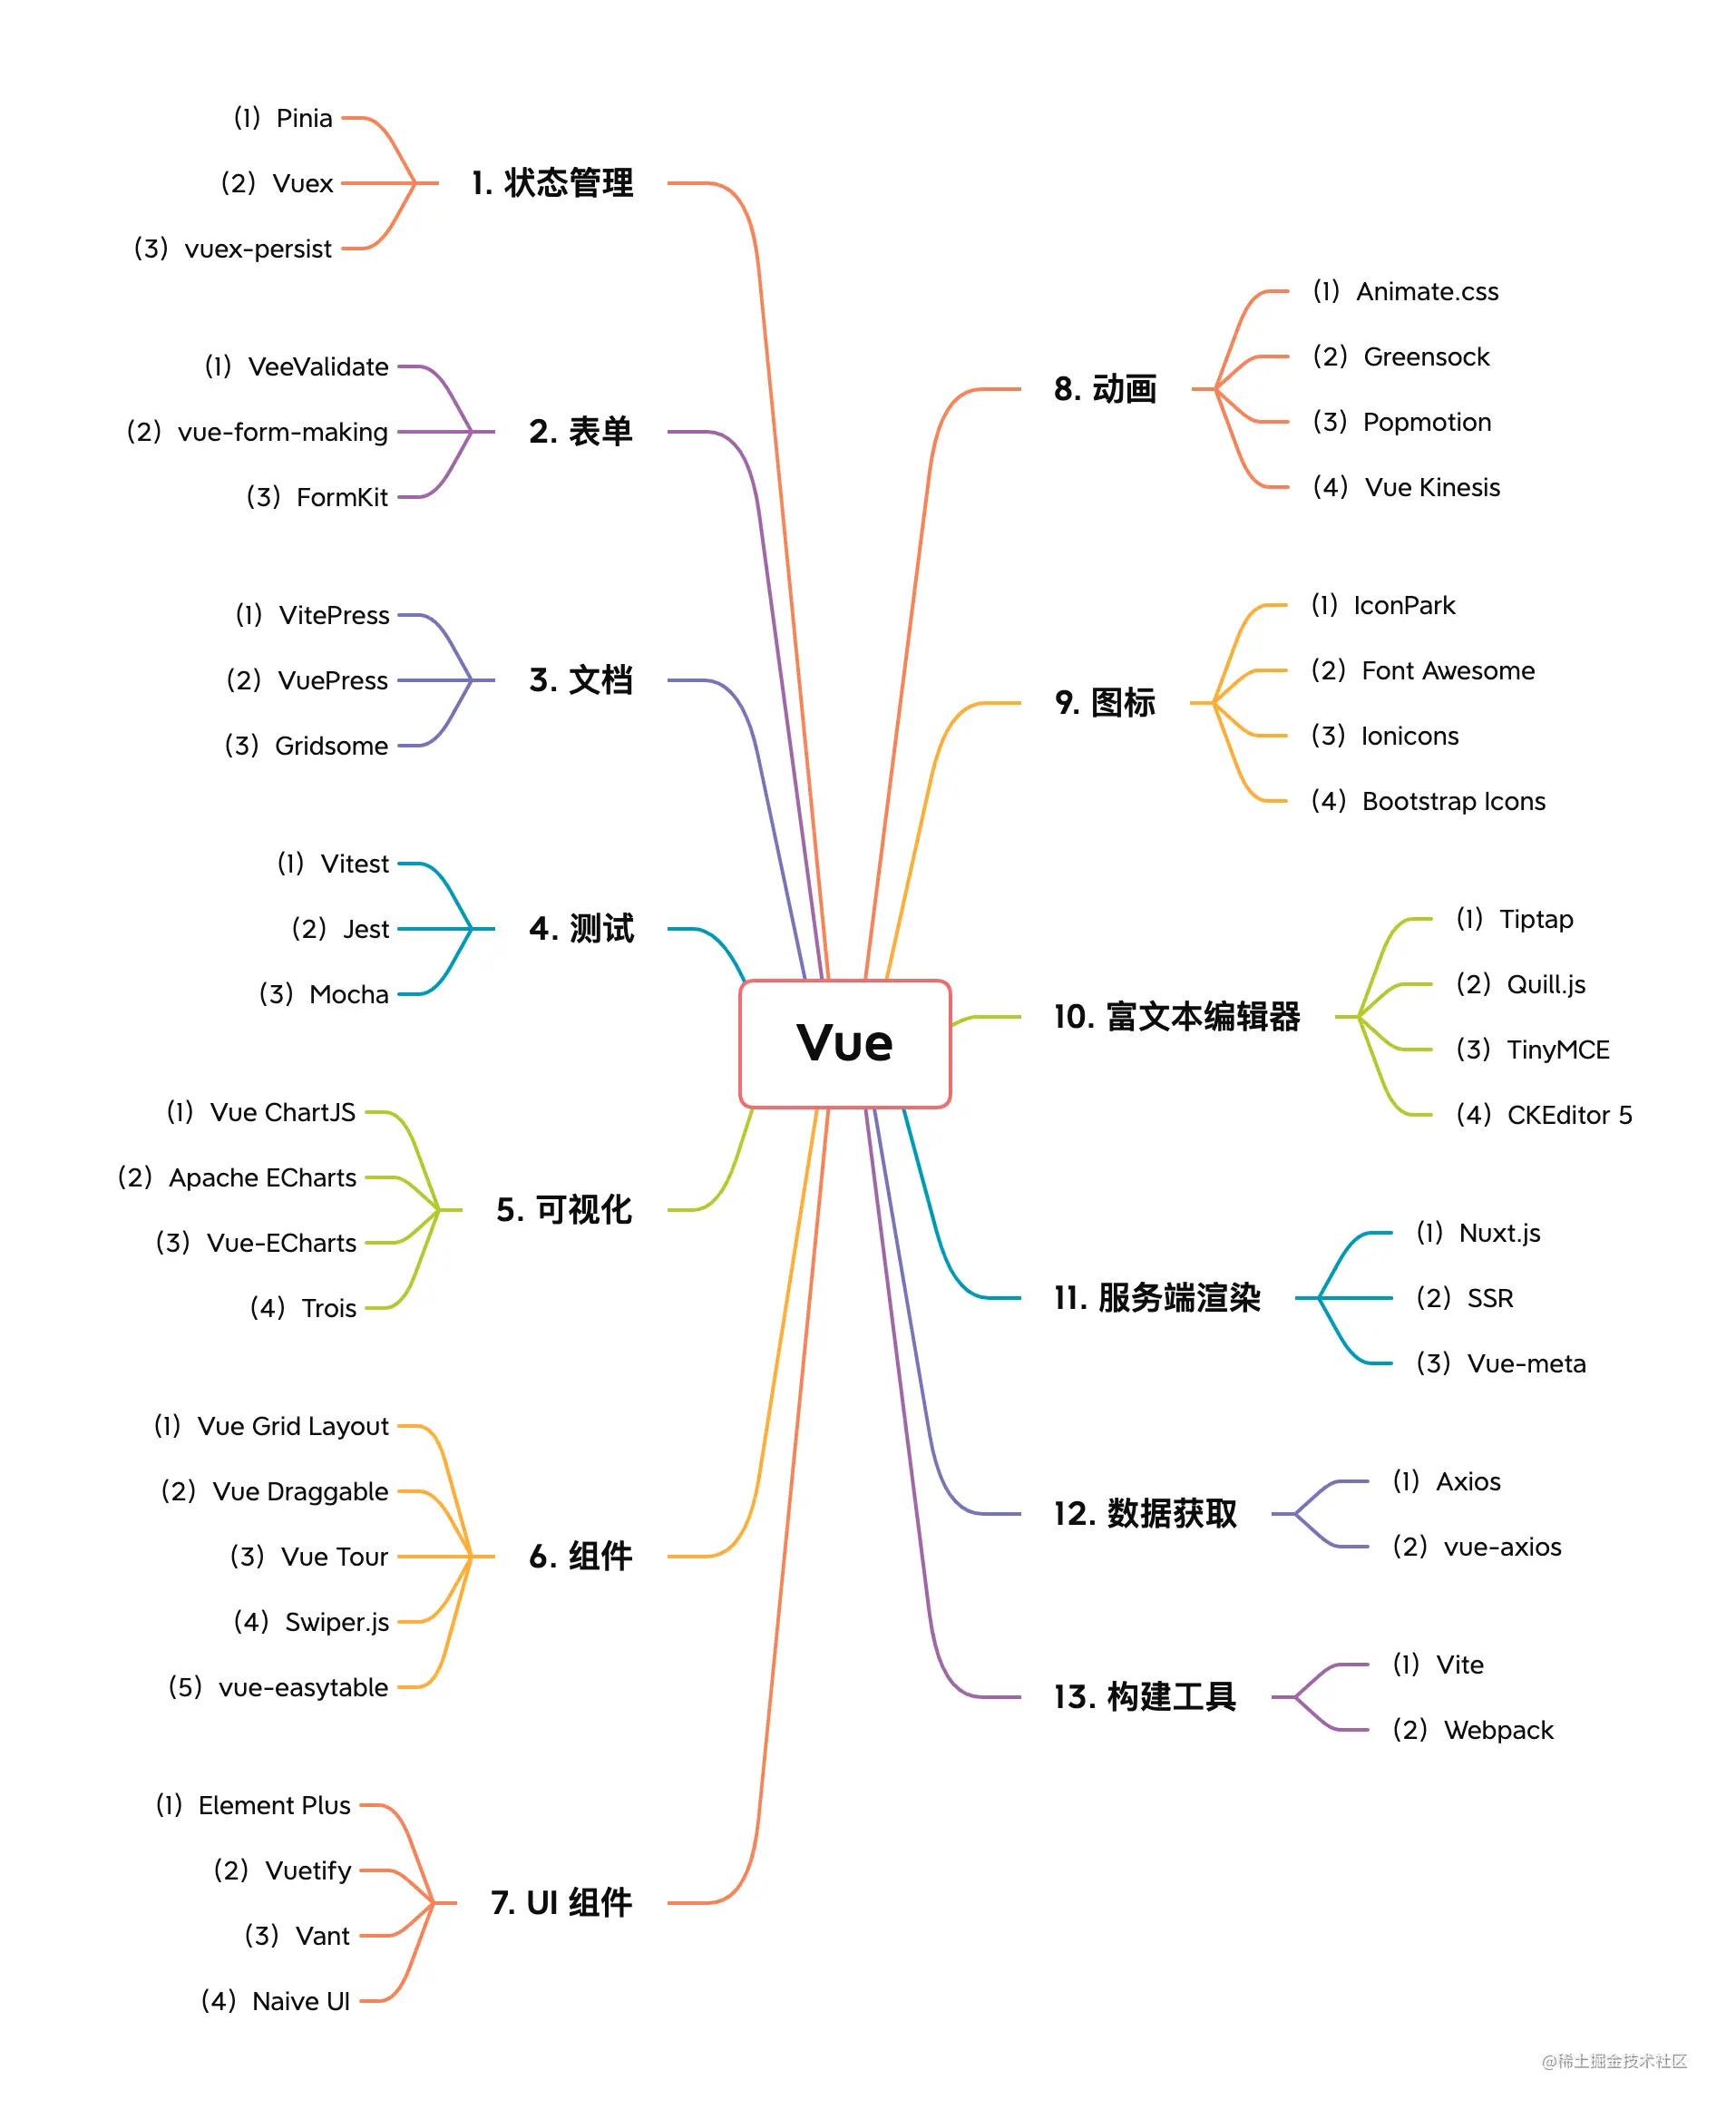 Vue
1. 状态管理
（1）Pinia
（2）Vuex
（3）vuex-persist
2. 表单
（1）VeeValidate
（2）vue-form-making
（3）FormKit
3. 文档
（1）VitePress
（2）VuePress
（3）Gridsome
4. 测试
（1）Vitest
（2）Jest
（3）Mocha
5. 可视化
（1）Vue ChartJS
（2）Apache ECharts
（3）Vue-ECharts
（4）Trois
6. 组件
（1）Vue Grid Layout
（2）Vue Draggable
（3）Vue Tour
（4）Swiper.js
（5）vue-easytable
7. UI 组件
（1）Element Plus
（2）Vuetify
（3）Vant
（4）Naive UI
8. 动画
（1）Animate.css
（2）Greensock
（3）Popmotion
（4）Vue Kinesis
9. 图标
（1）IconPark
（2）Font Awesome
（3）Ionicons
（4）Bootstrap Icons
10. 富文本编辑器
（1）Tiptap
（2）Quill.js
（3）TinyMCE
（4）CKEditor 5
11. 服务端渲染
（1）Nuxt.js
（2）SSR
（3）Vue-meta
12. 数据获取
（1）Axios
（2）vue-axios
13. 构建工具
（1）Vite
（2）Webpack
@稀土掘金技术社区